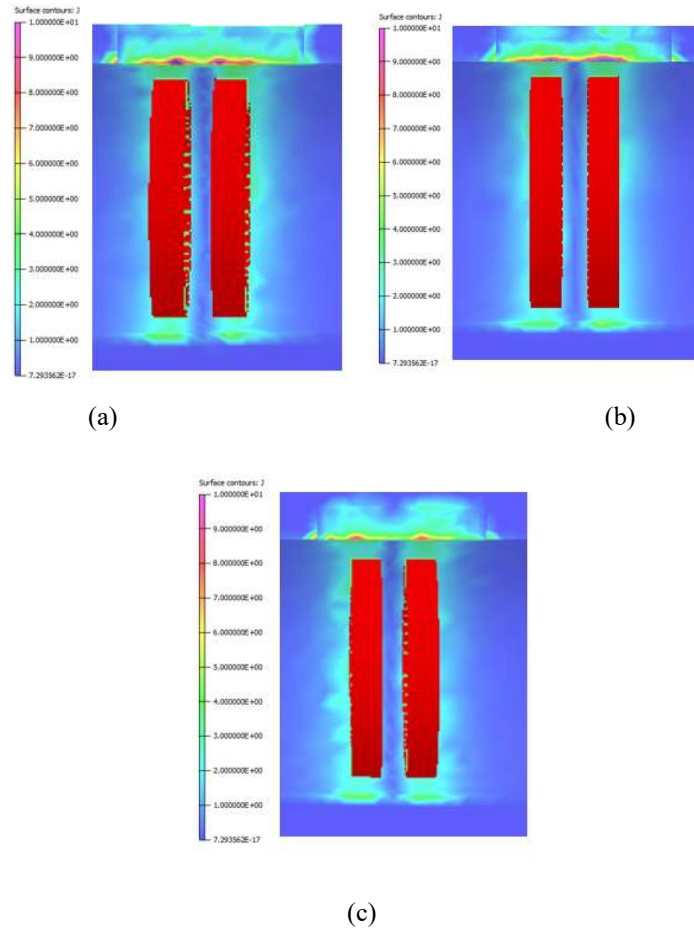 Surface contours: J
1.000000E+01
9.000000E+00
8.000000E+00
7.000000E+00
6.000000E+00
5.000000E+00
4.000000E+00
3.000000E+00
2.000000E+00
1.000000E+00
7.293562E-17
(a)
Surface contours: J
1.000000E+01
9.000000E+00
8.000000E+00
7.000000E+00
6.000000E+00
5.000000E+00
4.000000E+00
3.000000E+00
2.000000E+00
1.000000E+00
7.293562E-17
(b)
Surface contours: J
1.000000E+01
9.000000E+00
8.000000E+00
7.000000E+00
6.000000E+00
5.000000E+00
4.000000E+00
3.000000E+00
2.000000E+00
1.000000E+00
7.293562E-17
(c)